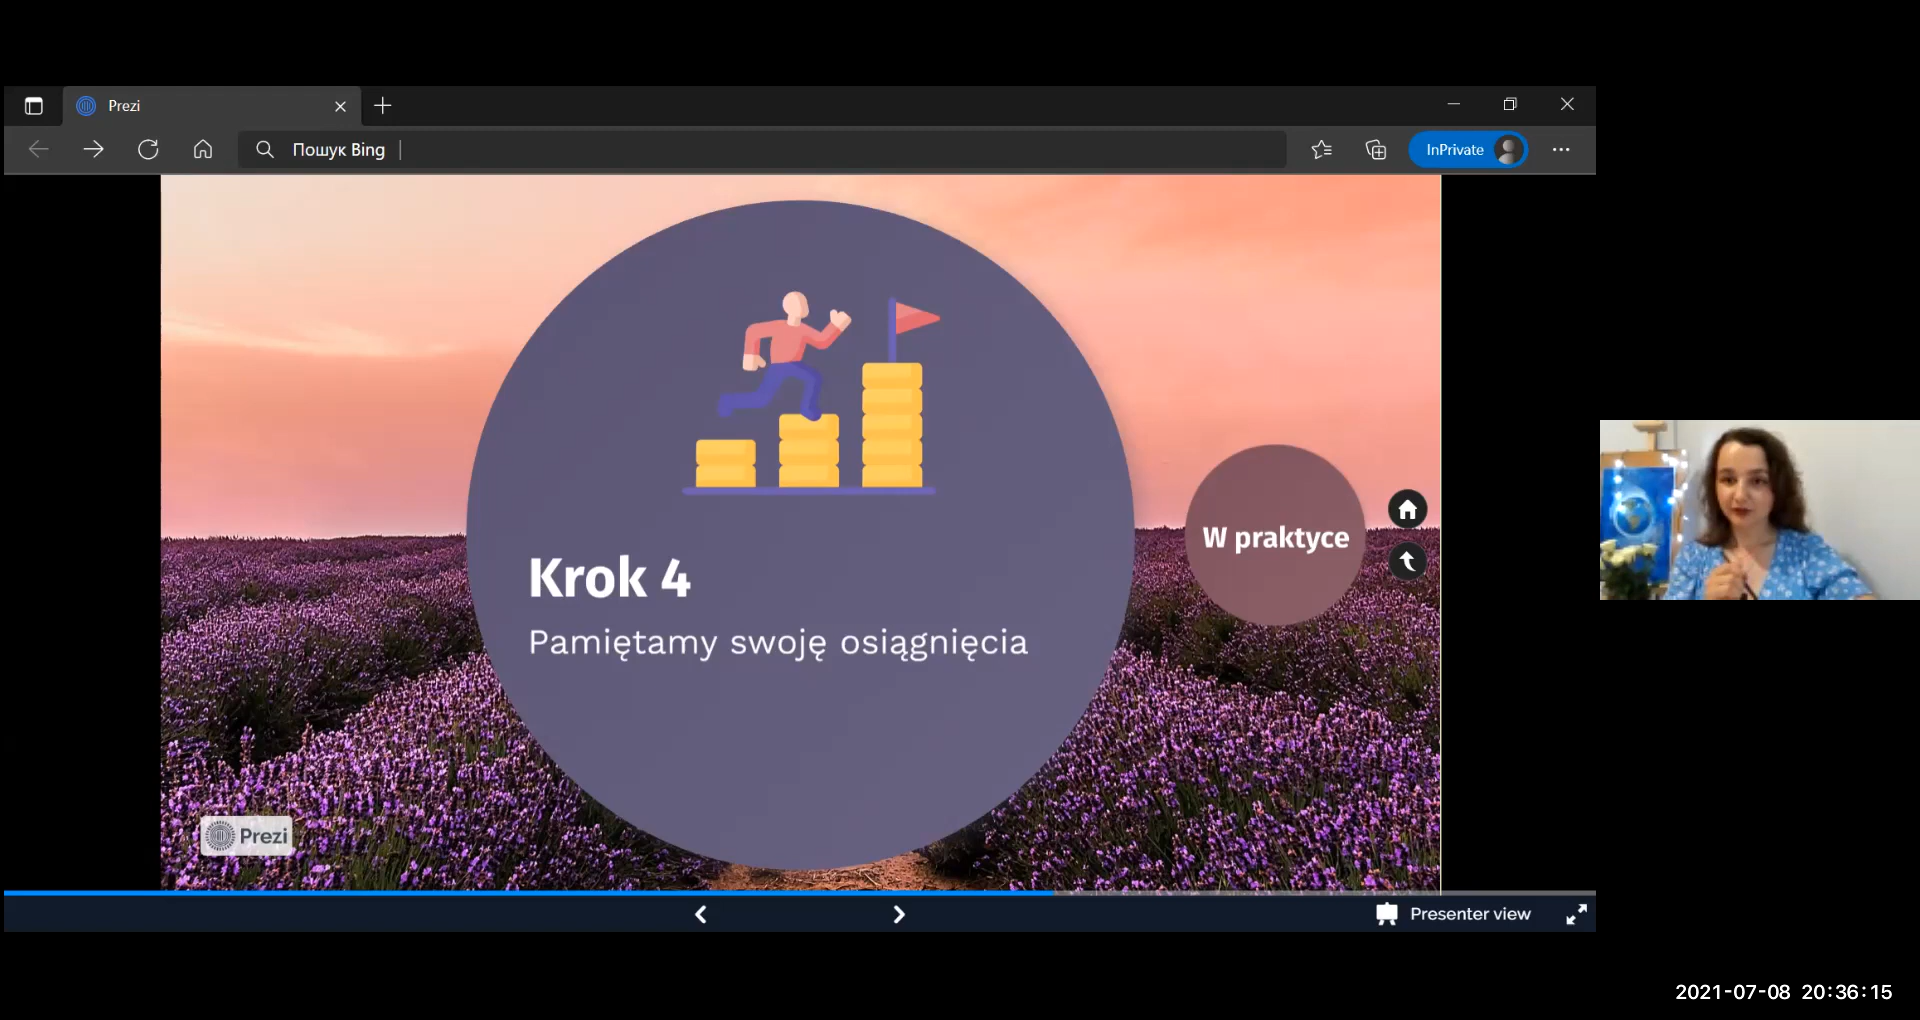 Prezi
Пошук Bing
InPrivate
Krok 4
Pamiętamy swoję osiągnięcia
W praktyce
Prezi
Presenter view
2021-07-08 20:36:15